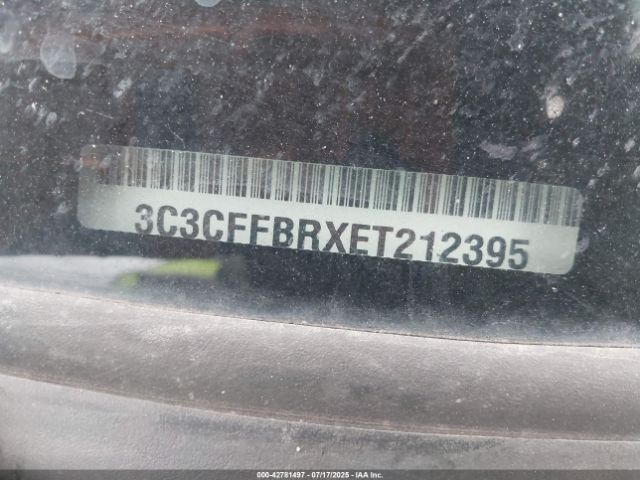 3C3CFFBRXET212395
000-42781497 - 07/17/2025 - IAA Inc.